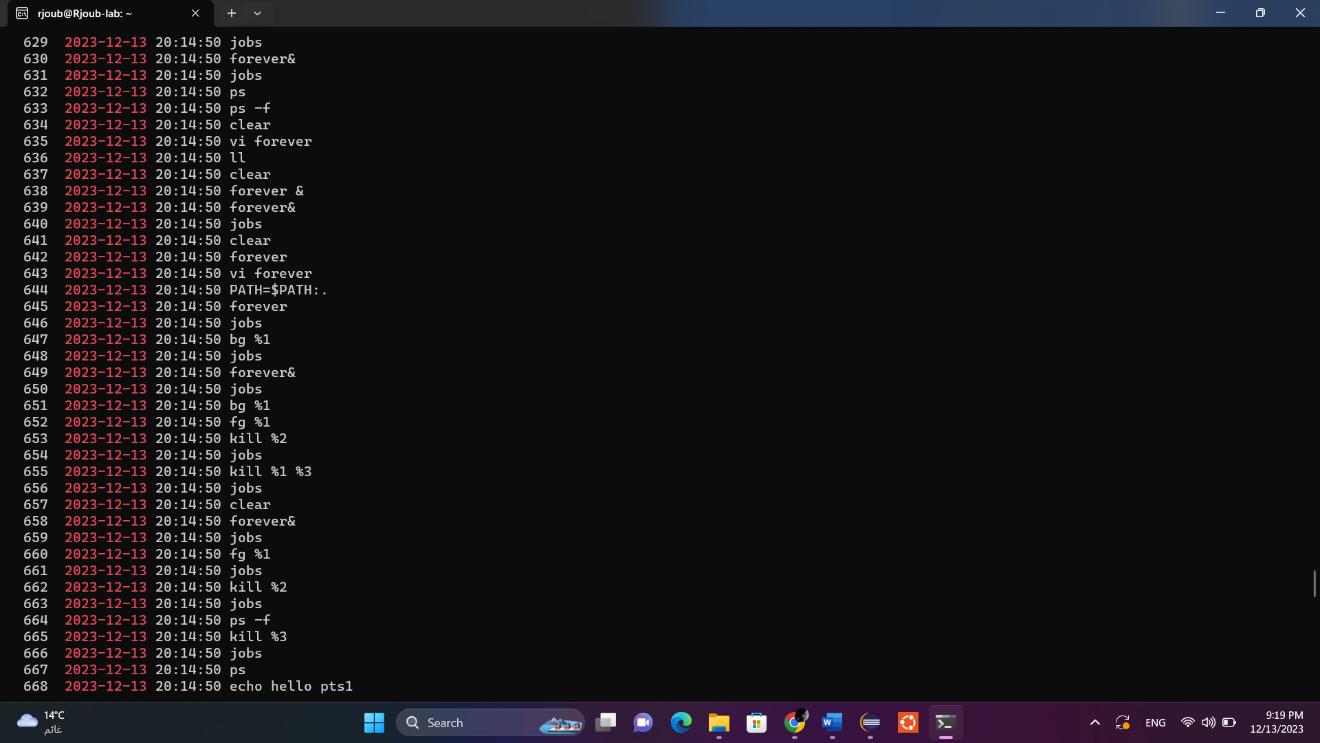 rjoub@Rjoub-lab: ~
629 2023-12-13 20:14:50 jobs
630 2023-12-13 20:14:50 forever&
631 2023-12-13 20:14:50 jobs
632 2023-12-13 20:14:50 ps
633 2023-12-13 20:14:50 ps -f
634 2023-12-13 20:14:50 clear
635 2023-12-13 20:14:50 vi forever
636 2023-12-13 20:14:50 ll
637 2023-12-13 20:14:50 clear
638 2023-12-13 20:14:50 forever &
639 2023-12-13 20:14:50 forever&
640 2023-12-13 20:14:50 jobs
641 2023-12-13 20:14:50 clear
642 2023-12-13 20:14:50 forever
643 2023-12-13 20:14:50 vi forever
644 2023-12-13 20:14:50 PATH=$PATH:.
645 2023-12-13 20:14:50 forever
646 2023-12-13 20:14:50 jobs
647 2023-12-13 20:14:50 bg %1
648 2023-12-13 20:14:50 jobs
649 2023-12-13 20:14:50 forever&
650 2023-12-13 20:14:50 jobs
651 2023-12-13 20:14:50 bg %1
652 2023-12-13 20:14:50 fg %1
653 2023-12-13 20:14:50 kill %2
654 2023-12-13 20:14:50 jobs
655 2023-12-13 20:14:50 kill %1 %3
656 2023-12-13 20:14:50 jobs
657 2023-12-13 20:14:50 clear
658 2023-12-13 20:14:50 forever&
659 2023-12-13 20:14:50 jobs
660 2023-12-13 20:14:50 fg %1
661 2023-12-13 20:14:50 jobs
662 2023-12-13 20:14:50 kill %2
663 2023-12-13 20:14:50 jobs
664 2023-12-13 20:14:50 ps -f
665 2023-12-13 20:14:50 kill %3
666 2023-12-13 20:14:50 jobs
667 2023-12-13 20:14:50 ps
668 2023-12-13 20:14:50 echo hello pts1
14°C
غائم
Search
ENG
9:19 PM
12/13/2023